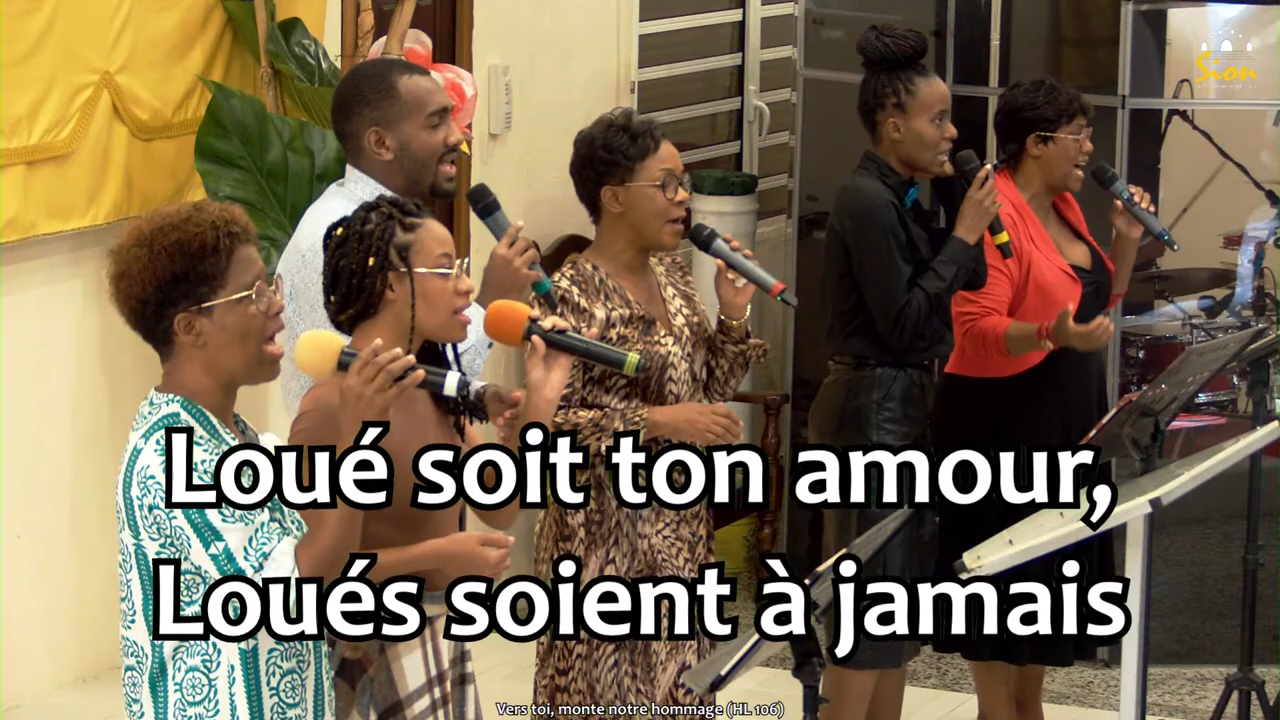 Sion
Loué soit ton amour,
Loués soient à jamais
Vers toi, monte notre hommage (HL 106)